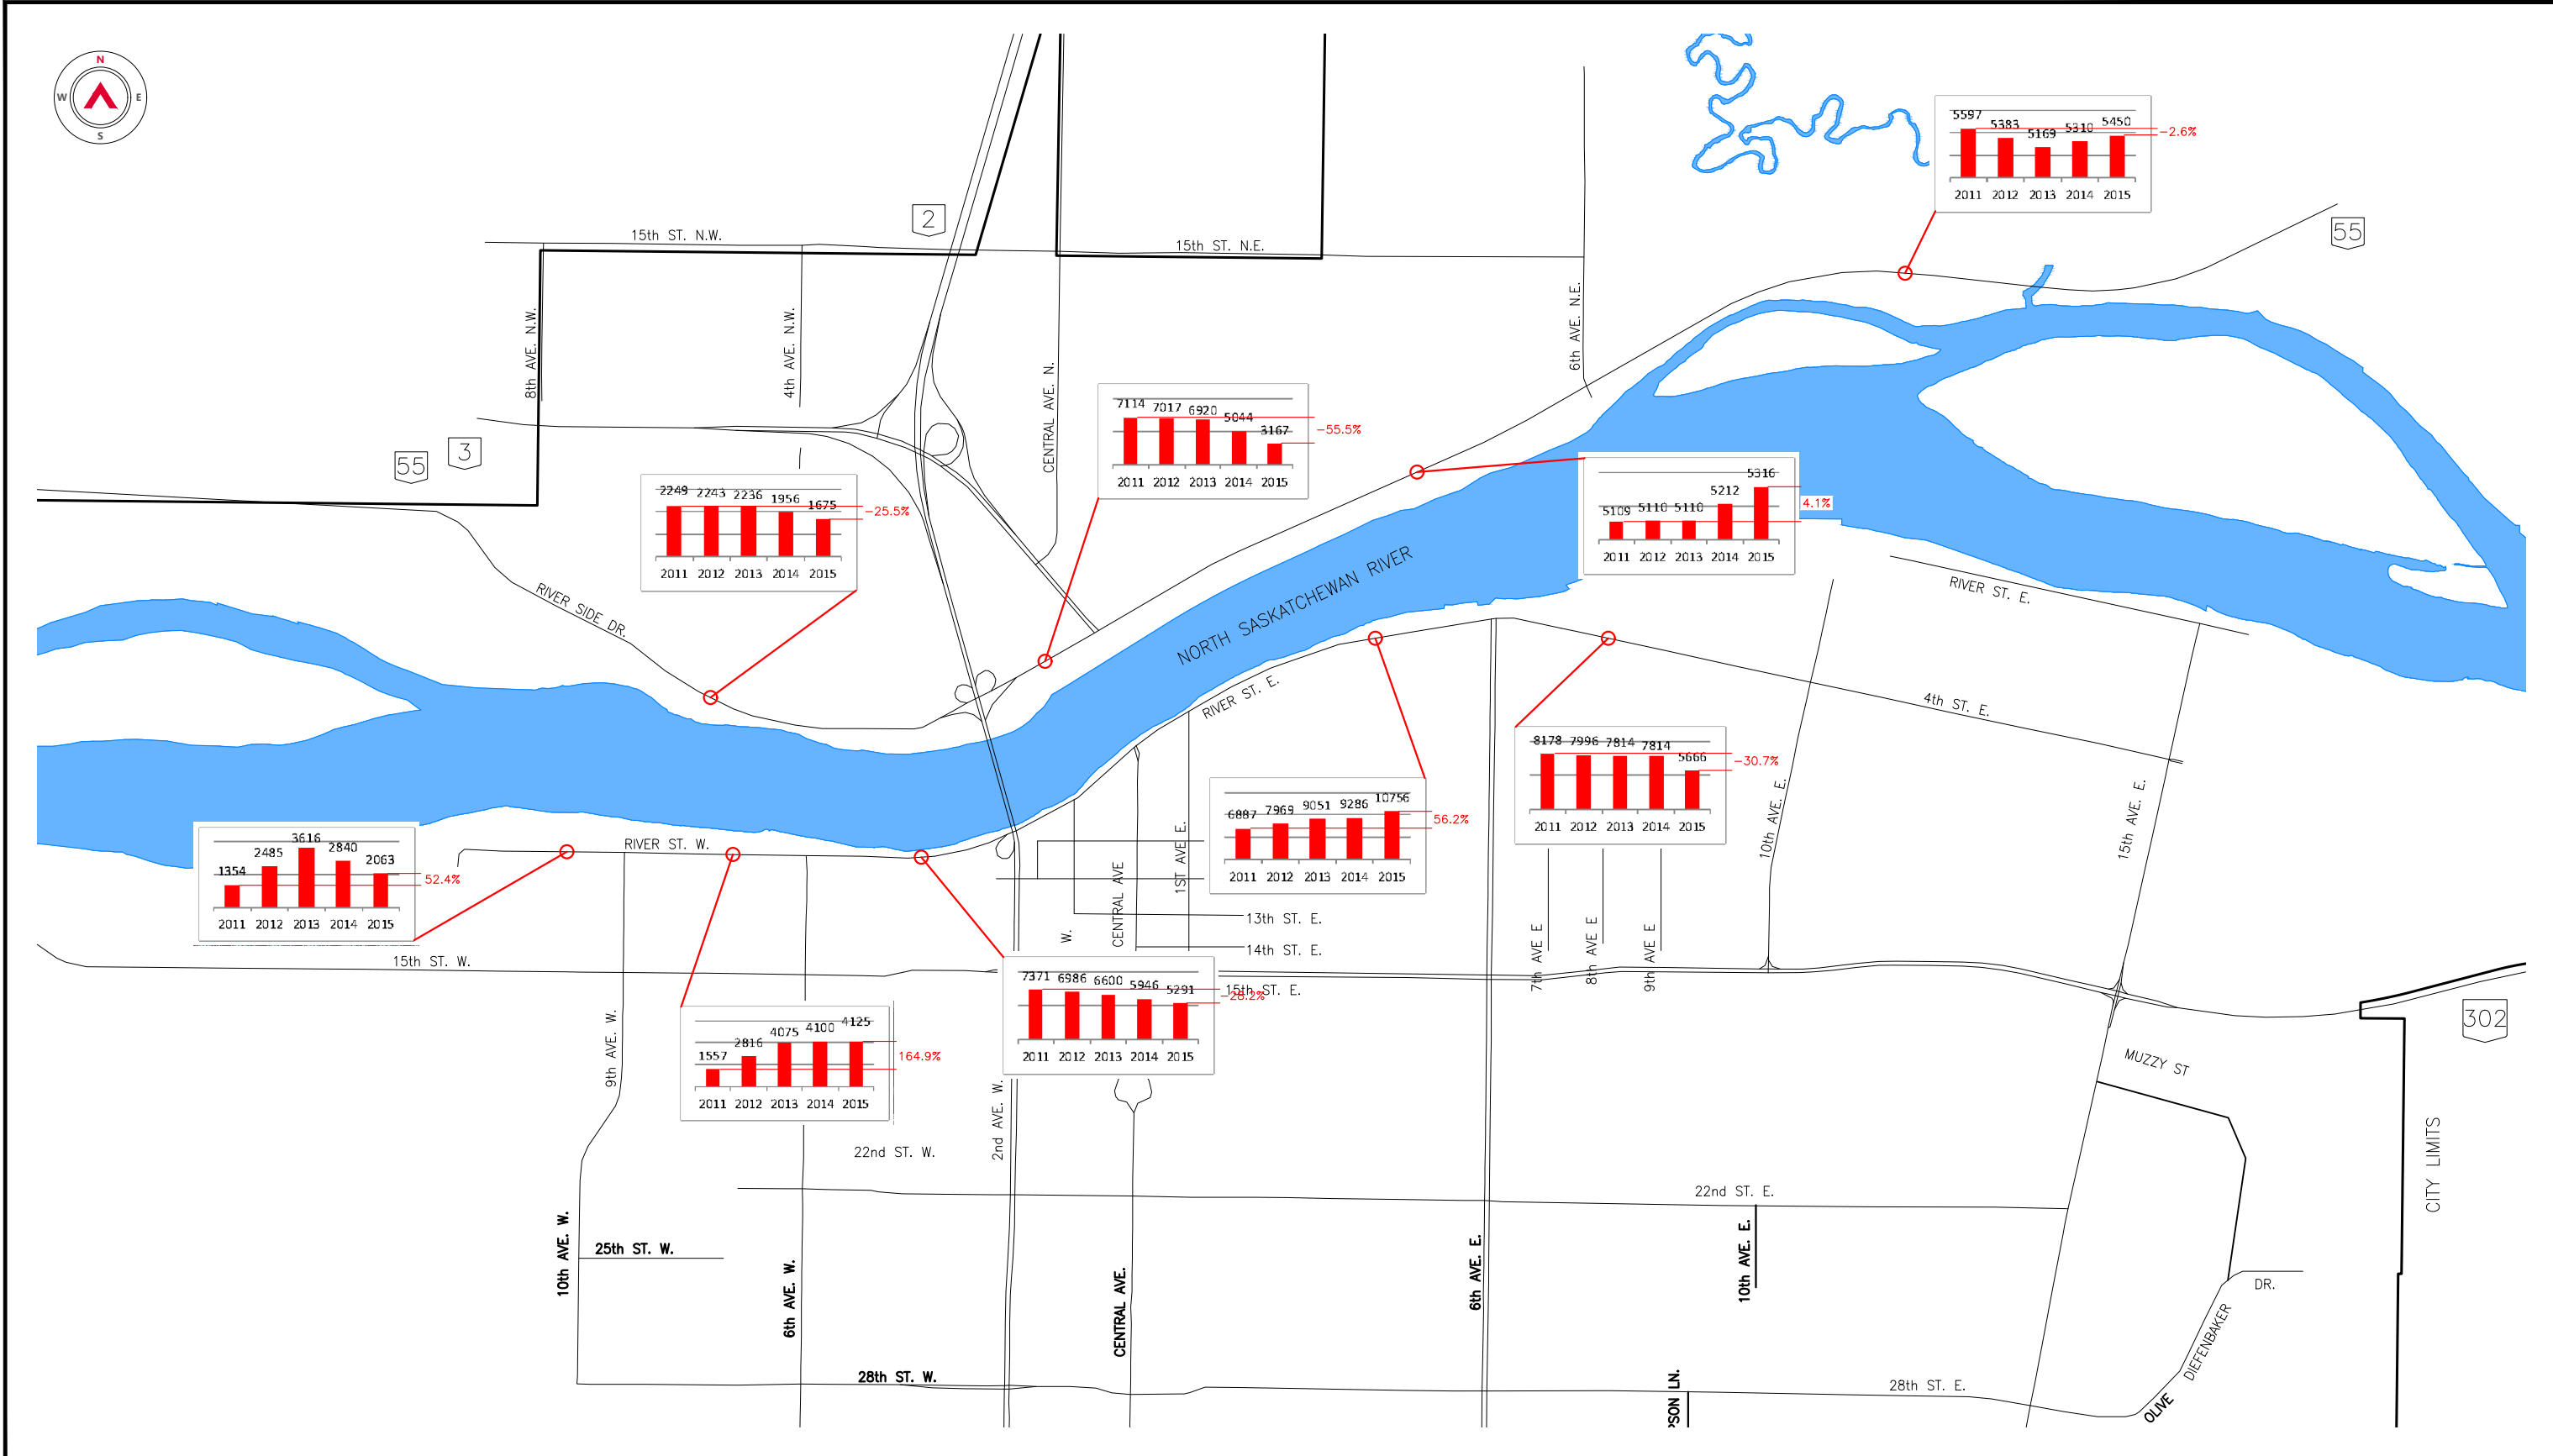 N
W
E
S
5597
5383
5169
5310
5450
-2.6%
2011 2012 2013 2014 2015
2
55
15th ST. N.W.
15th ST. N.E.
8th AVE. N.W.
4th AVE. N.W.
CENTRAL AVE. N.
6th AVE. N.E.
7114
7017
6920
5044
3167
-55.5%
2011 2012 2013 2014 2015
55
3
2249
2243
2236
1956
1675
-25.5%
2011 2012 2013 2014 2015
5109
5110
5110
5212
5316
4.1%
2011 2012 2013 2014 2015
RIVER SIDE DR.
NORTH SASKATCHEWAN RIVER
RIVER ST. E.
RIVER ST. E.
4th ST. E.
8178
7996
7814
7814
5666
-30.7%
2011 2012 2013 2014 2015
6887
7969
9051
9286
10756
56.2%
2011 2012 2013 2014 2015
10th AVE. E.
15th AVE. E.
1354
2485
3616
2840
2063
52.4%
2011 2012 2013 2014 2015
RIVER ST. W.
CENTRAL AVE
1ST AVE E.
13th ST. E.
14th ST. E.
W.
15th ST. W.
15th ST. E.
7th AVE E
8th AVE E
9th AVE E
7371
6986
6600
5946
5291
-28.2%
2011 2012 2013 2014 2015
1557
2816
4075
4100
4125
164.9%
2011 2012 2013 2014 2015
9th AVE. W.
2nd AVE. W.
302
MUZZY ST
22nd ST. W.
22nd ST. E.
CITY LIMITS
10th AVE. W.
25th ST. W.
6th AVE. W.
CENTRAL AVE.
6th AVE. E.
10th AVE. E.
DR.
DIEFENBAKER
OLIVE
28th ST. W.
28th ST. E.
PSON LN.